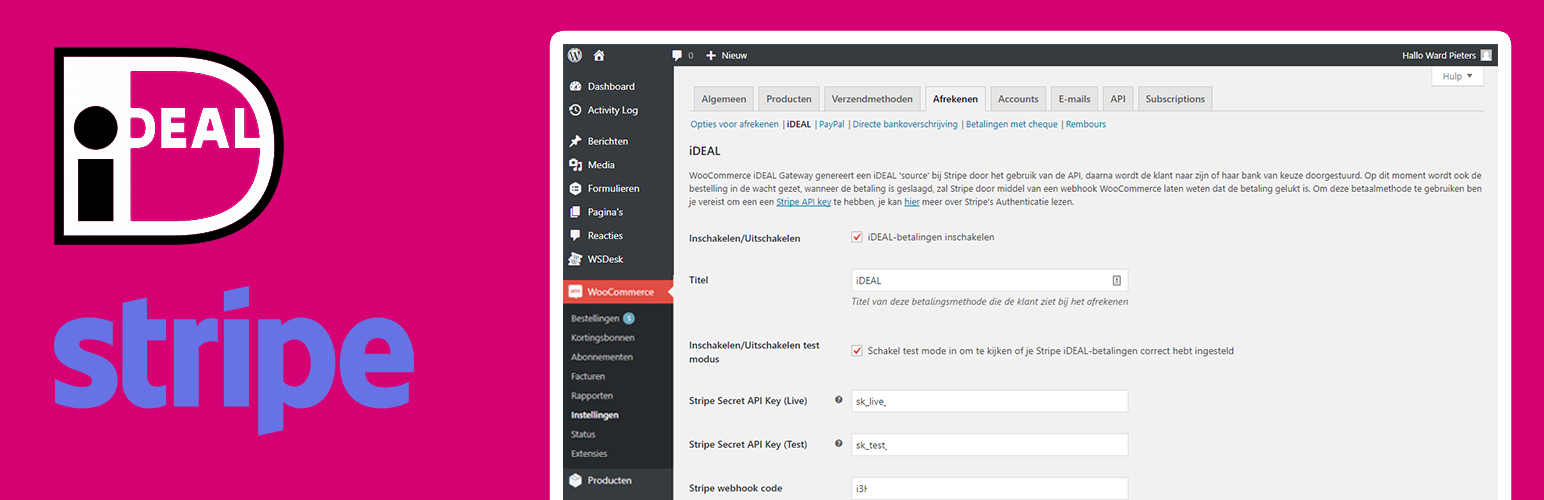 iDEAL
stripe
0 Nieuw
Hallo Ward Pieters
Hulp ▼
Dashboard
Activity Log
Berichten
Media
Formulieren
Pagina's
Reacties
WSDesk
WooCommerce
Bestellingen 5
Kortingsbonnen
Abonnementen
Facturen
Rapporten
Instellingen
Status
Extensies
Producten
Algemeen Producten Verzendmethoden Afrekenen Accounts E-mails API Subscriptions
Opties voor afrekenen | iDEAL | PayPal | Directe bankoverschrijving | Betalingen met cheque | Rembours
iDEAL
WooCommerce iDEAL Gateway genereert een iDEAL 'source' bij Stripe door het gebruik van de API, daarna wordt de klant naar zijn of haar bank van keuze doorgestuurd. Op dit moment wordt ook de
bestelling in de wacht gezet, wanneer de betaling is geslaagd, zal Stripe door middel van een webhook WooCommerce laten weten dat de betaling gelukt is. Om deze betaalmethode te gebruiken ben
je vereist om een een Stripe API key te hebben, je kan hier meer over Stripe's Authenticatie lezen.
Inschakelen/Uitschakelen
iDEAL-betalingen inschakelen
Titel
iDEAL
Titel van deze betalingsmethode die de klant ziet bij het afrekenen
Inschakelen/Uitschakelen test
modus
Schakel test mode in om te kijken of je Stripe iDEAL-betalingen correct hebt ingesteld
Stripe Secret API Key (Live)
sk_live_
Stripe Secret API Key (Test)
sk_test_
Stripe webhook code